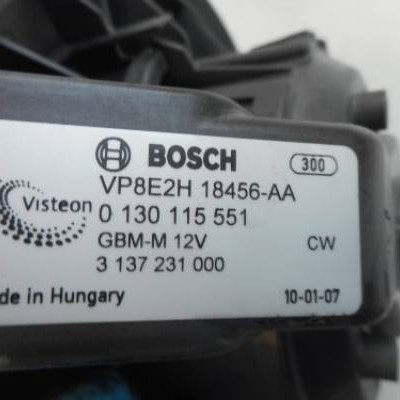 BOSCH 300
VP8E2H 18456-AA
Visteon 0 130 115 551
GBM-M 12V CW
3 137 231 000
de in Hungary 10-01-07